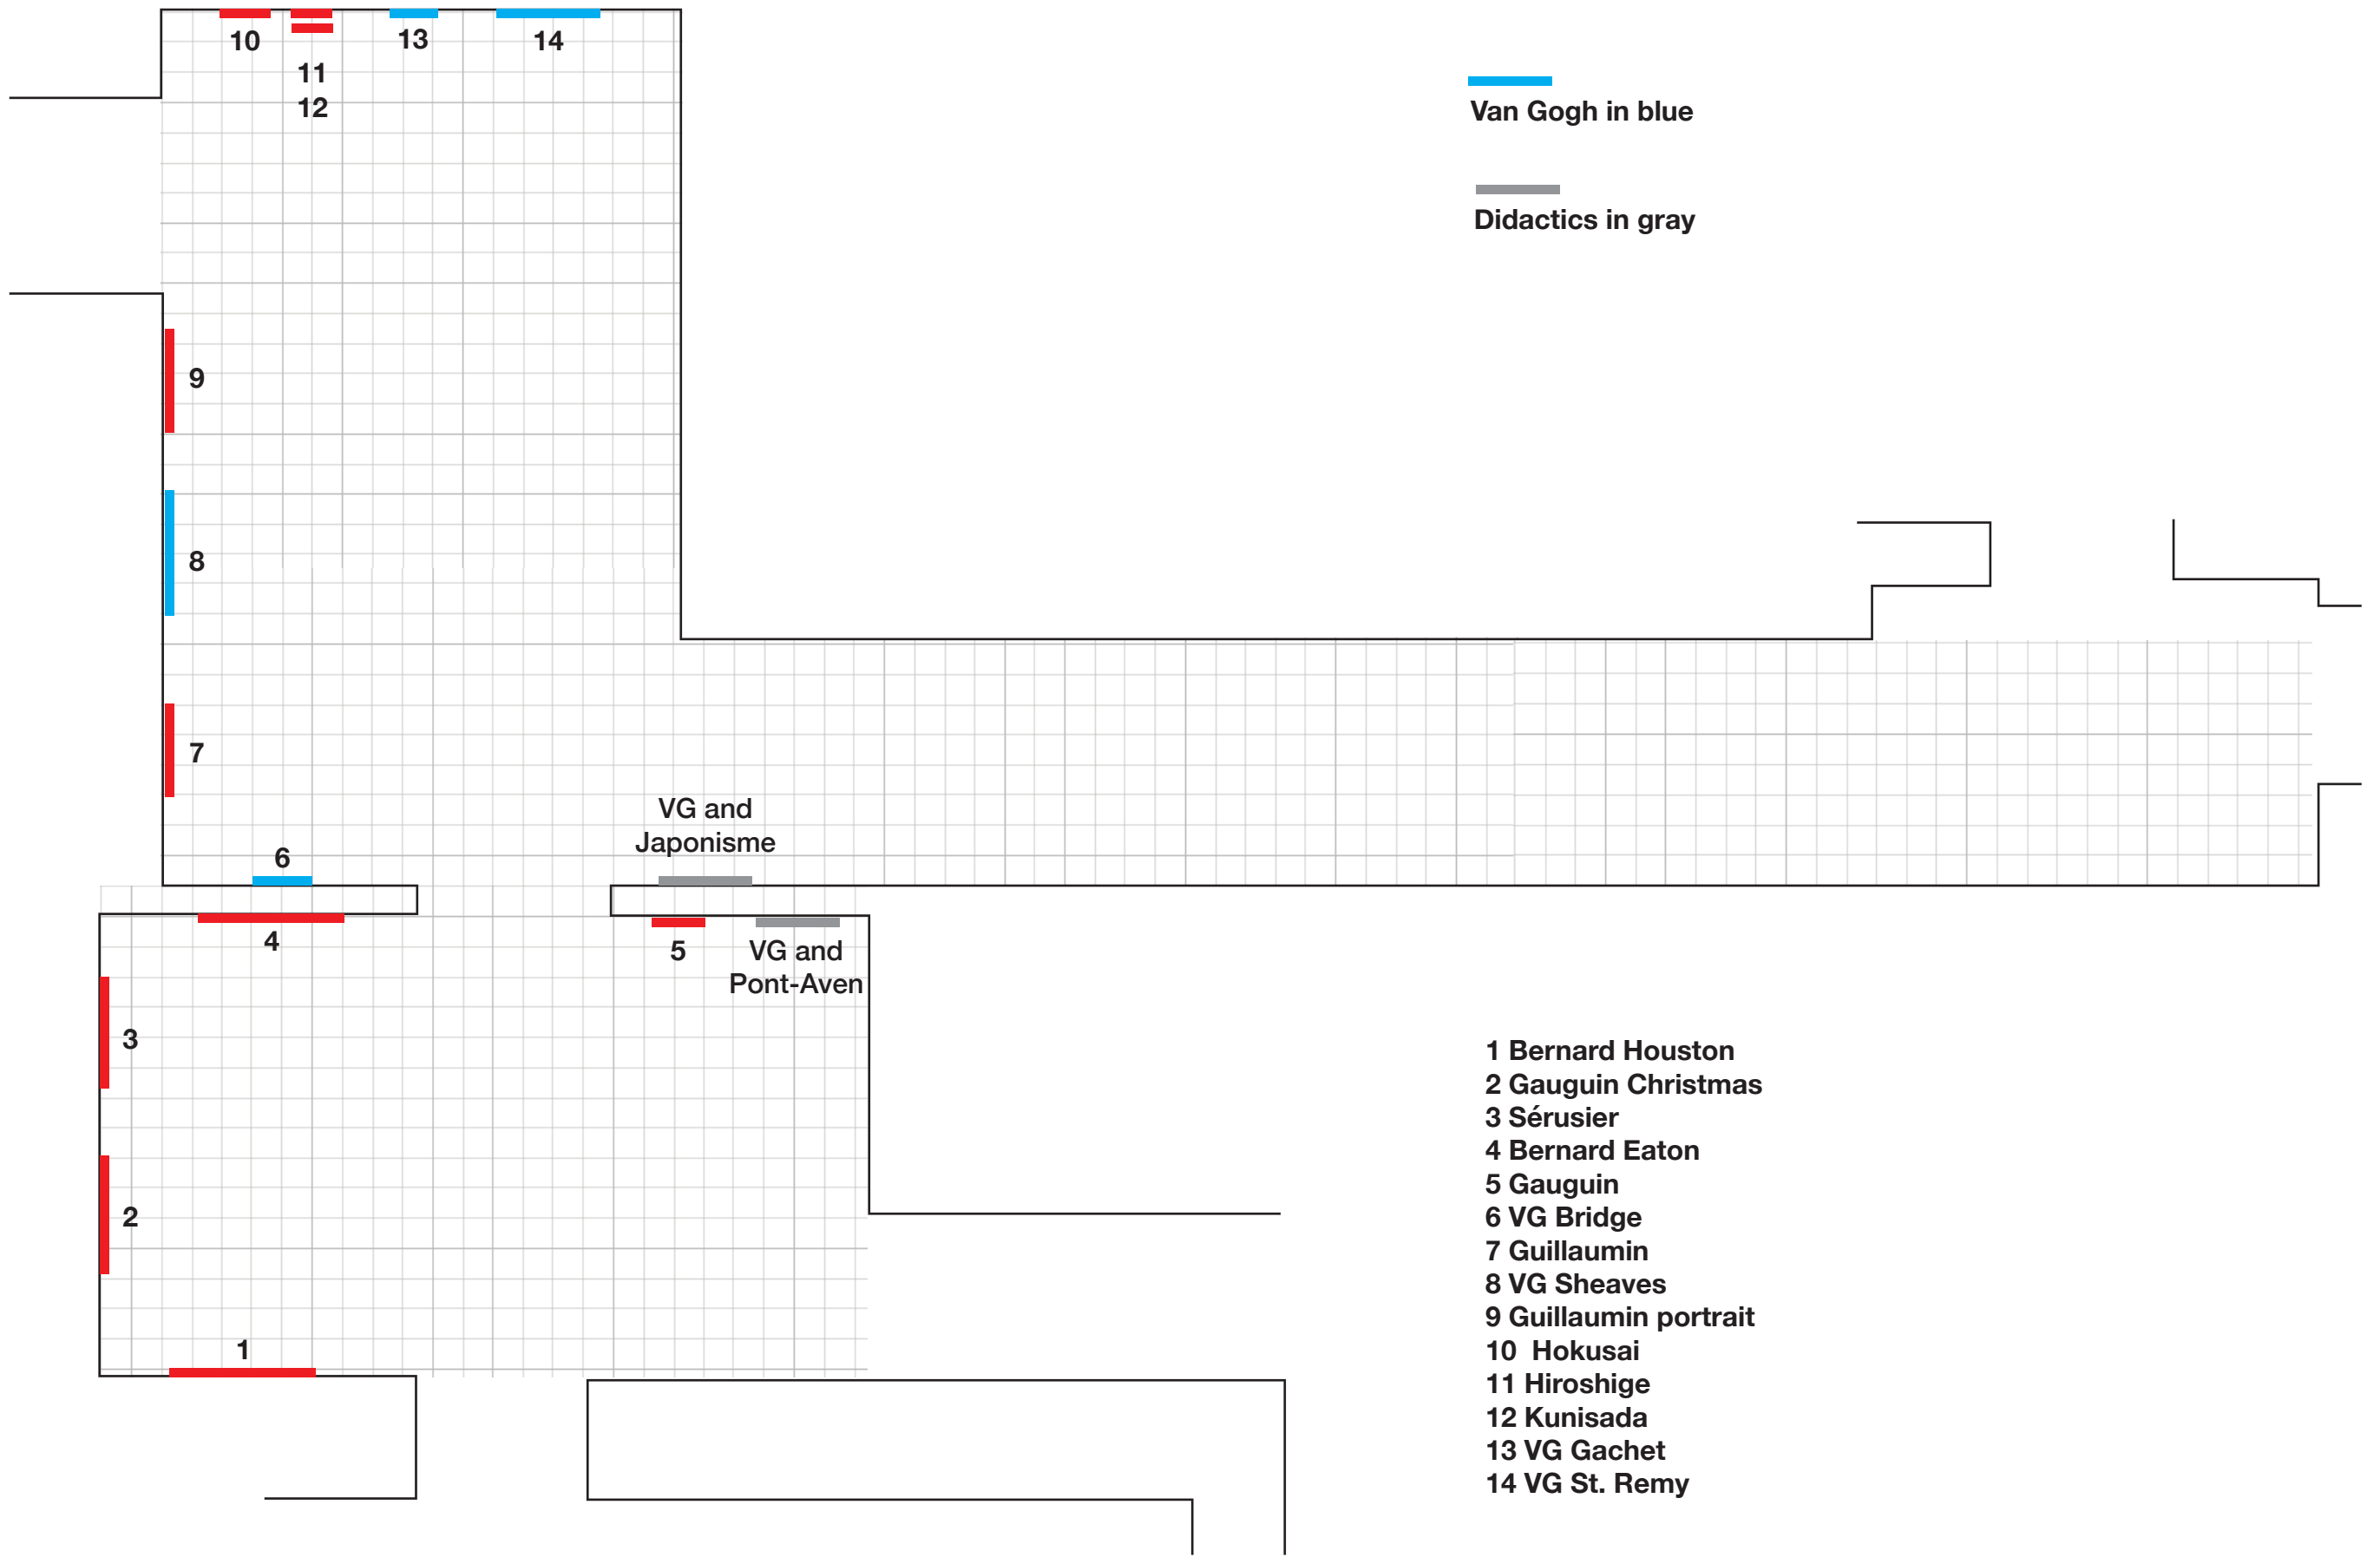 10
11
12
13
14
Van Gogh in blue
Didactics in gray
9
8
7
VG and
Japonisme
6
4
5
VG and
Pont-Aven
3
2
1
1 Bernard Houston
2 Gauguin Christmas
3 Sérusier
4 Bernard Eaton
5 Gauguin
6 VG Bridge
7 Guillaumin
8 VG Sheaves
9 Guillaumin portrait
10 Hokusai
11 Hiroshige
12 Kunisada
13 VG Gachet
14 VG St. Remy